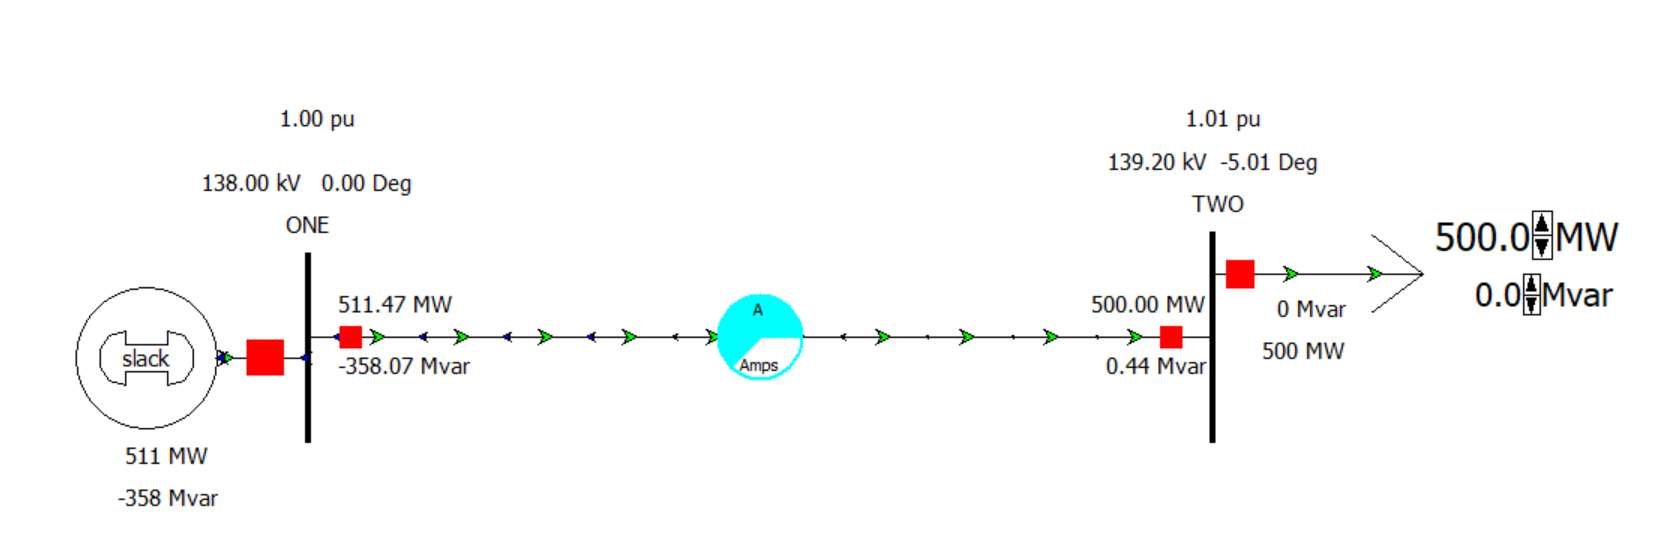 1.00 pu
138.00 kV 0.00 Deg
ONE
slack
511 MW
-358 Mvar
511.47 MW
-358.07 Mvar
A
Amps
1.01 pu
139.20 kV -5.01 Deg
TWO
500.00 MW
0.44 Mvar
0 Mvar
500 MW
500.0 MW
0.0 Mvar